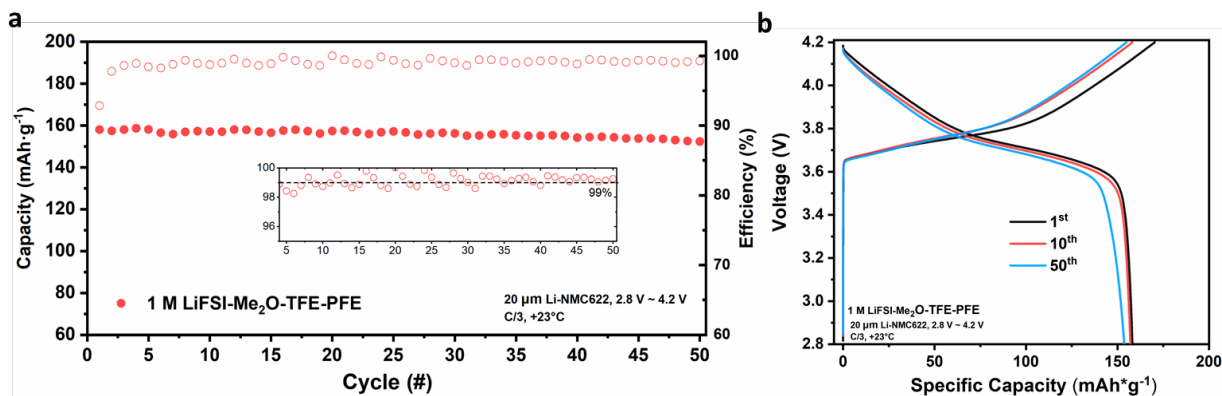 a
200
180
160
140
120
100
80
60
Capacity (mAh·g⁻¹)
100
98
96
94
5 10 15 20 25 30 35 40 45 50
99%
1 M LiFSI-Me₂O-TFE-PFE
20 µm Li-NMC622, 2.8 V ~ 4.2 V
C/3, +23°C
100
90
80
70
60
Efficiency (%)
0 5 10 15 20 25 30 35 40 45 50
Cycle (#)
b
4.2
4.0
3.8
3.6
3.4
3.2
3.0
2.8
Voltage (V)
1ˢᵗ
10ᵗʰ
50ᵗʰ
1 M LiFSI-Me₂O-TFE-PFE
20 µm Li-NMC622, 2.8 V ~ 4.2 V
C/3, +23°C
0 50 100 150 200
Specific Capacity (mAh*g⁻¹)